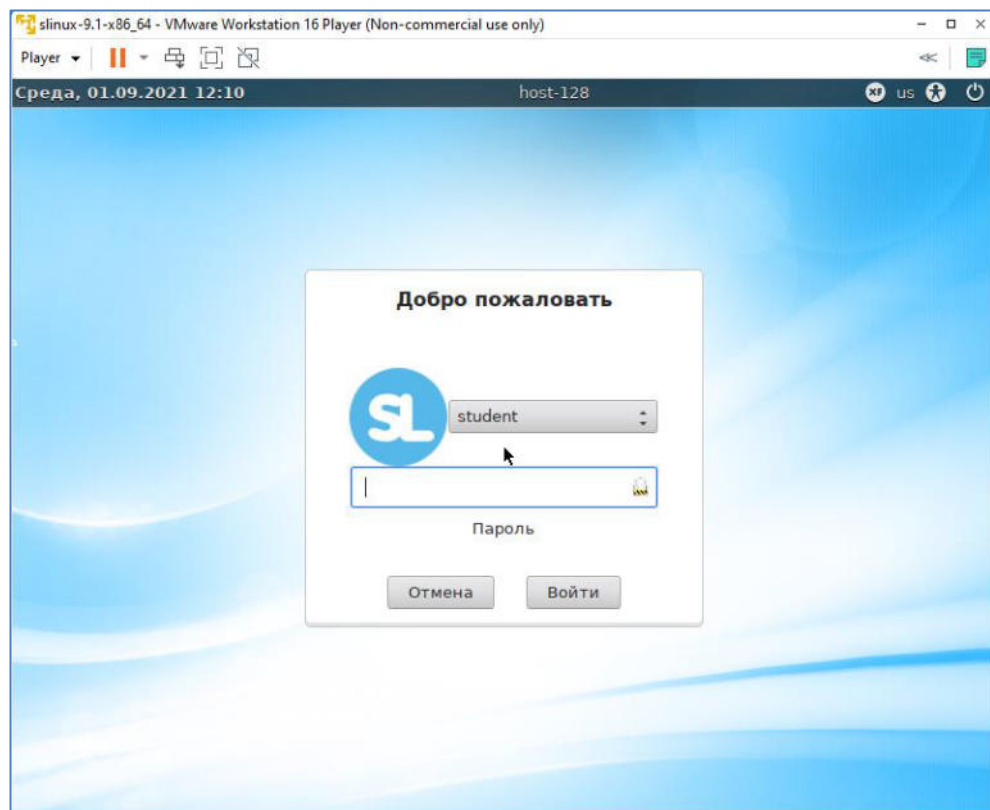 slinux-9.1-x86_64 - VMware Workstation 16 Player (Non-commercial use only)
Player
Среда, 01.09.2021 12:10 host-128 XF us
Добро пожаловать
SL student
Пароль
Отмена Войти